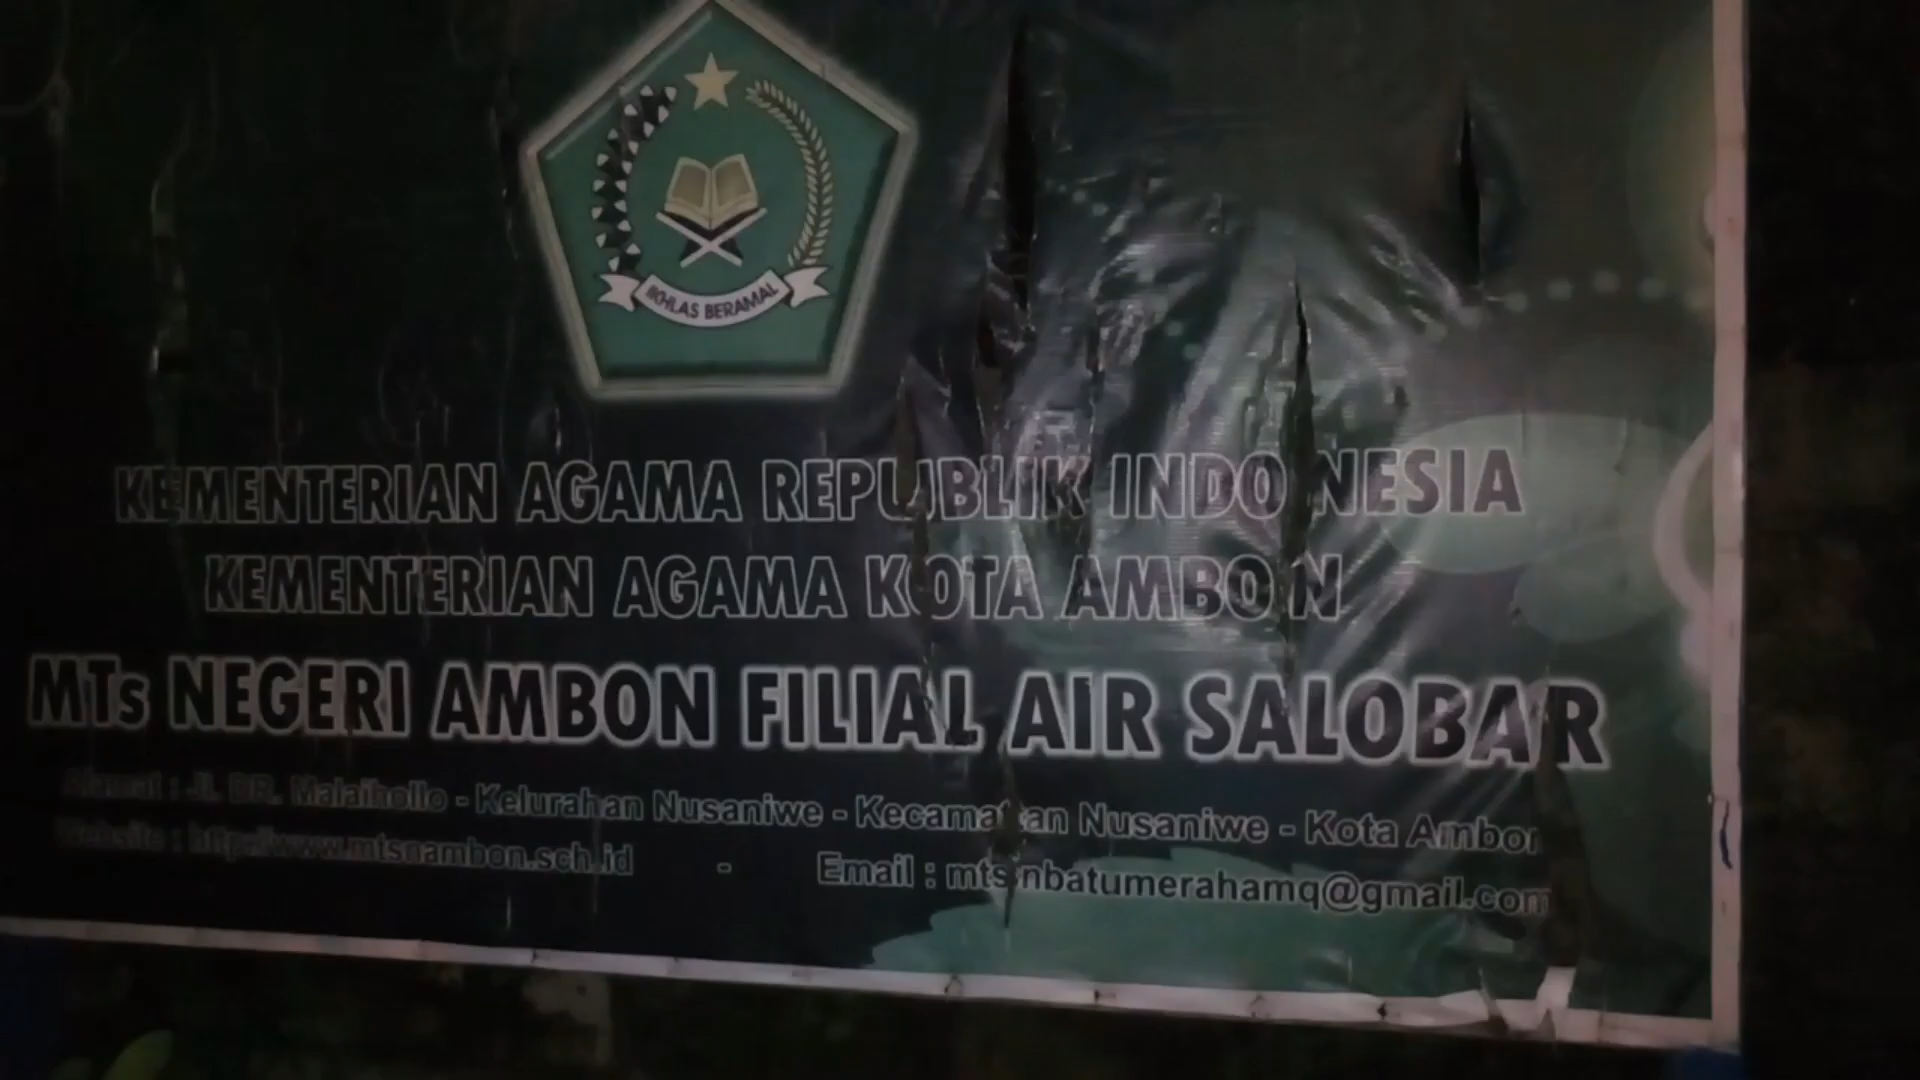 IKHLAS BERAMAL
KEMENTERIAN AGAMA REPUBLIK INDONESIA
KEMENTERIAN AGAMA KOTA AMBON
MTs NEGERI AMBON FILIAL AIR SALOBAR
Alamat : Jl. DR. Malaihollo - Kelurahan Nusaniwe - Kecamatan Nusaniwe - Kota Ambon
Website : http://www.mtsnambon.sch.id - Email : mtsnbatumerahamq@gmail.com